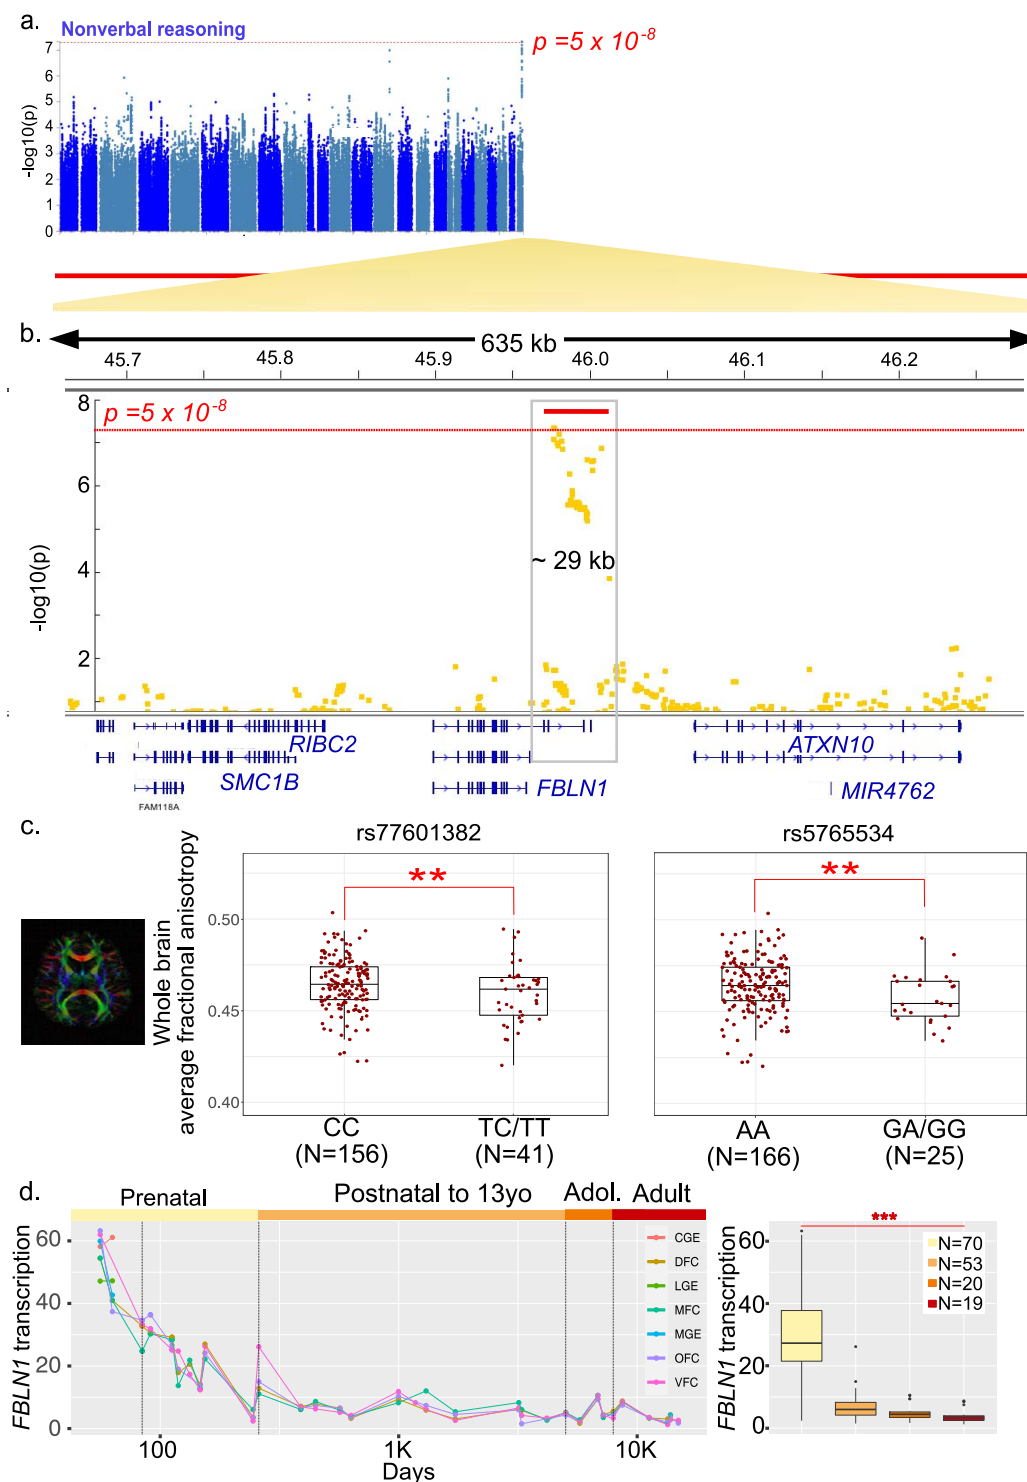 a.
Nonverbal reasoning
p =5 x 10-8
7
6
5
4
3
2
1
0
-log10(p)
b.
635 kb
45.7 45.8 45.9 46.0 46.1 46.2
8
p =5 x 10-8
6
4
2
-log10(p)
~ 29 kb
RIBC2
ATXN10
SMC1B
FBLN1
MIR4762
FAM118A
c.
rs77601382
rs5765534
**
**
Whole brain
average fractional anisotropy
0.50
0.45
0.40
CC
(N=156)
TC/TT
(N=41)
AA
(N=166)
GA/GG
(N=25)
d.
Prenatal
Postnatal to 13yo
Adol.
Adult
FBLN1 transcription
60
40
20
0
CGE
DFC
LGE
MFC
MGE
OFC
VFC
100
1K
10K
Days
***
FBLN1 transcription
60
40
20
0
N=70
N=53
N=20
N=19